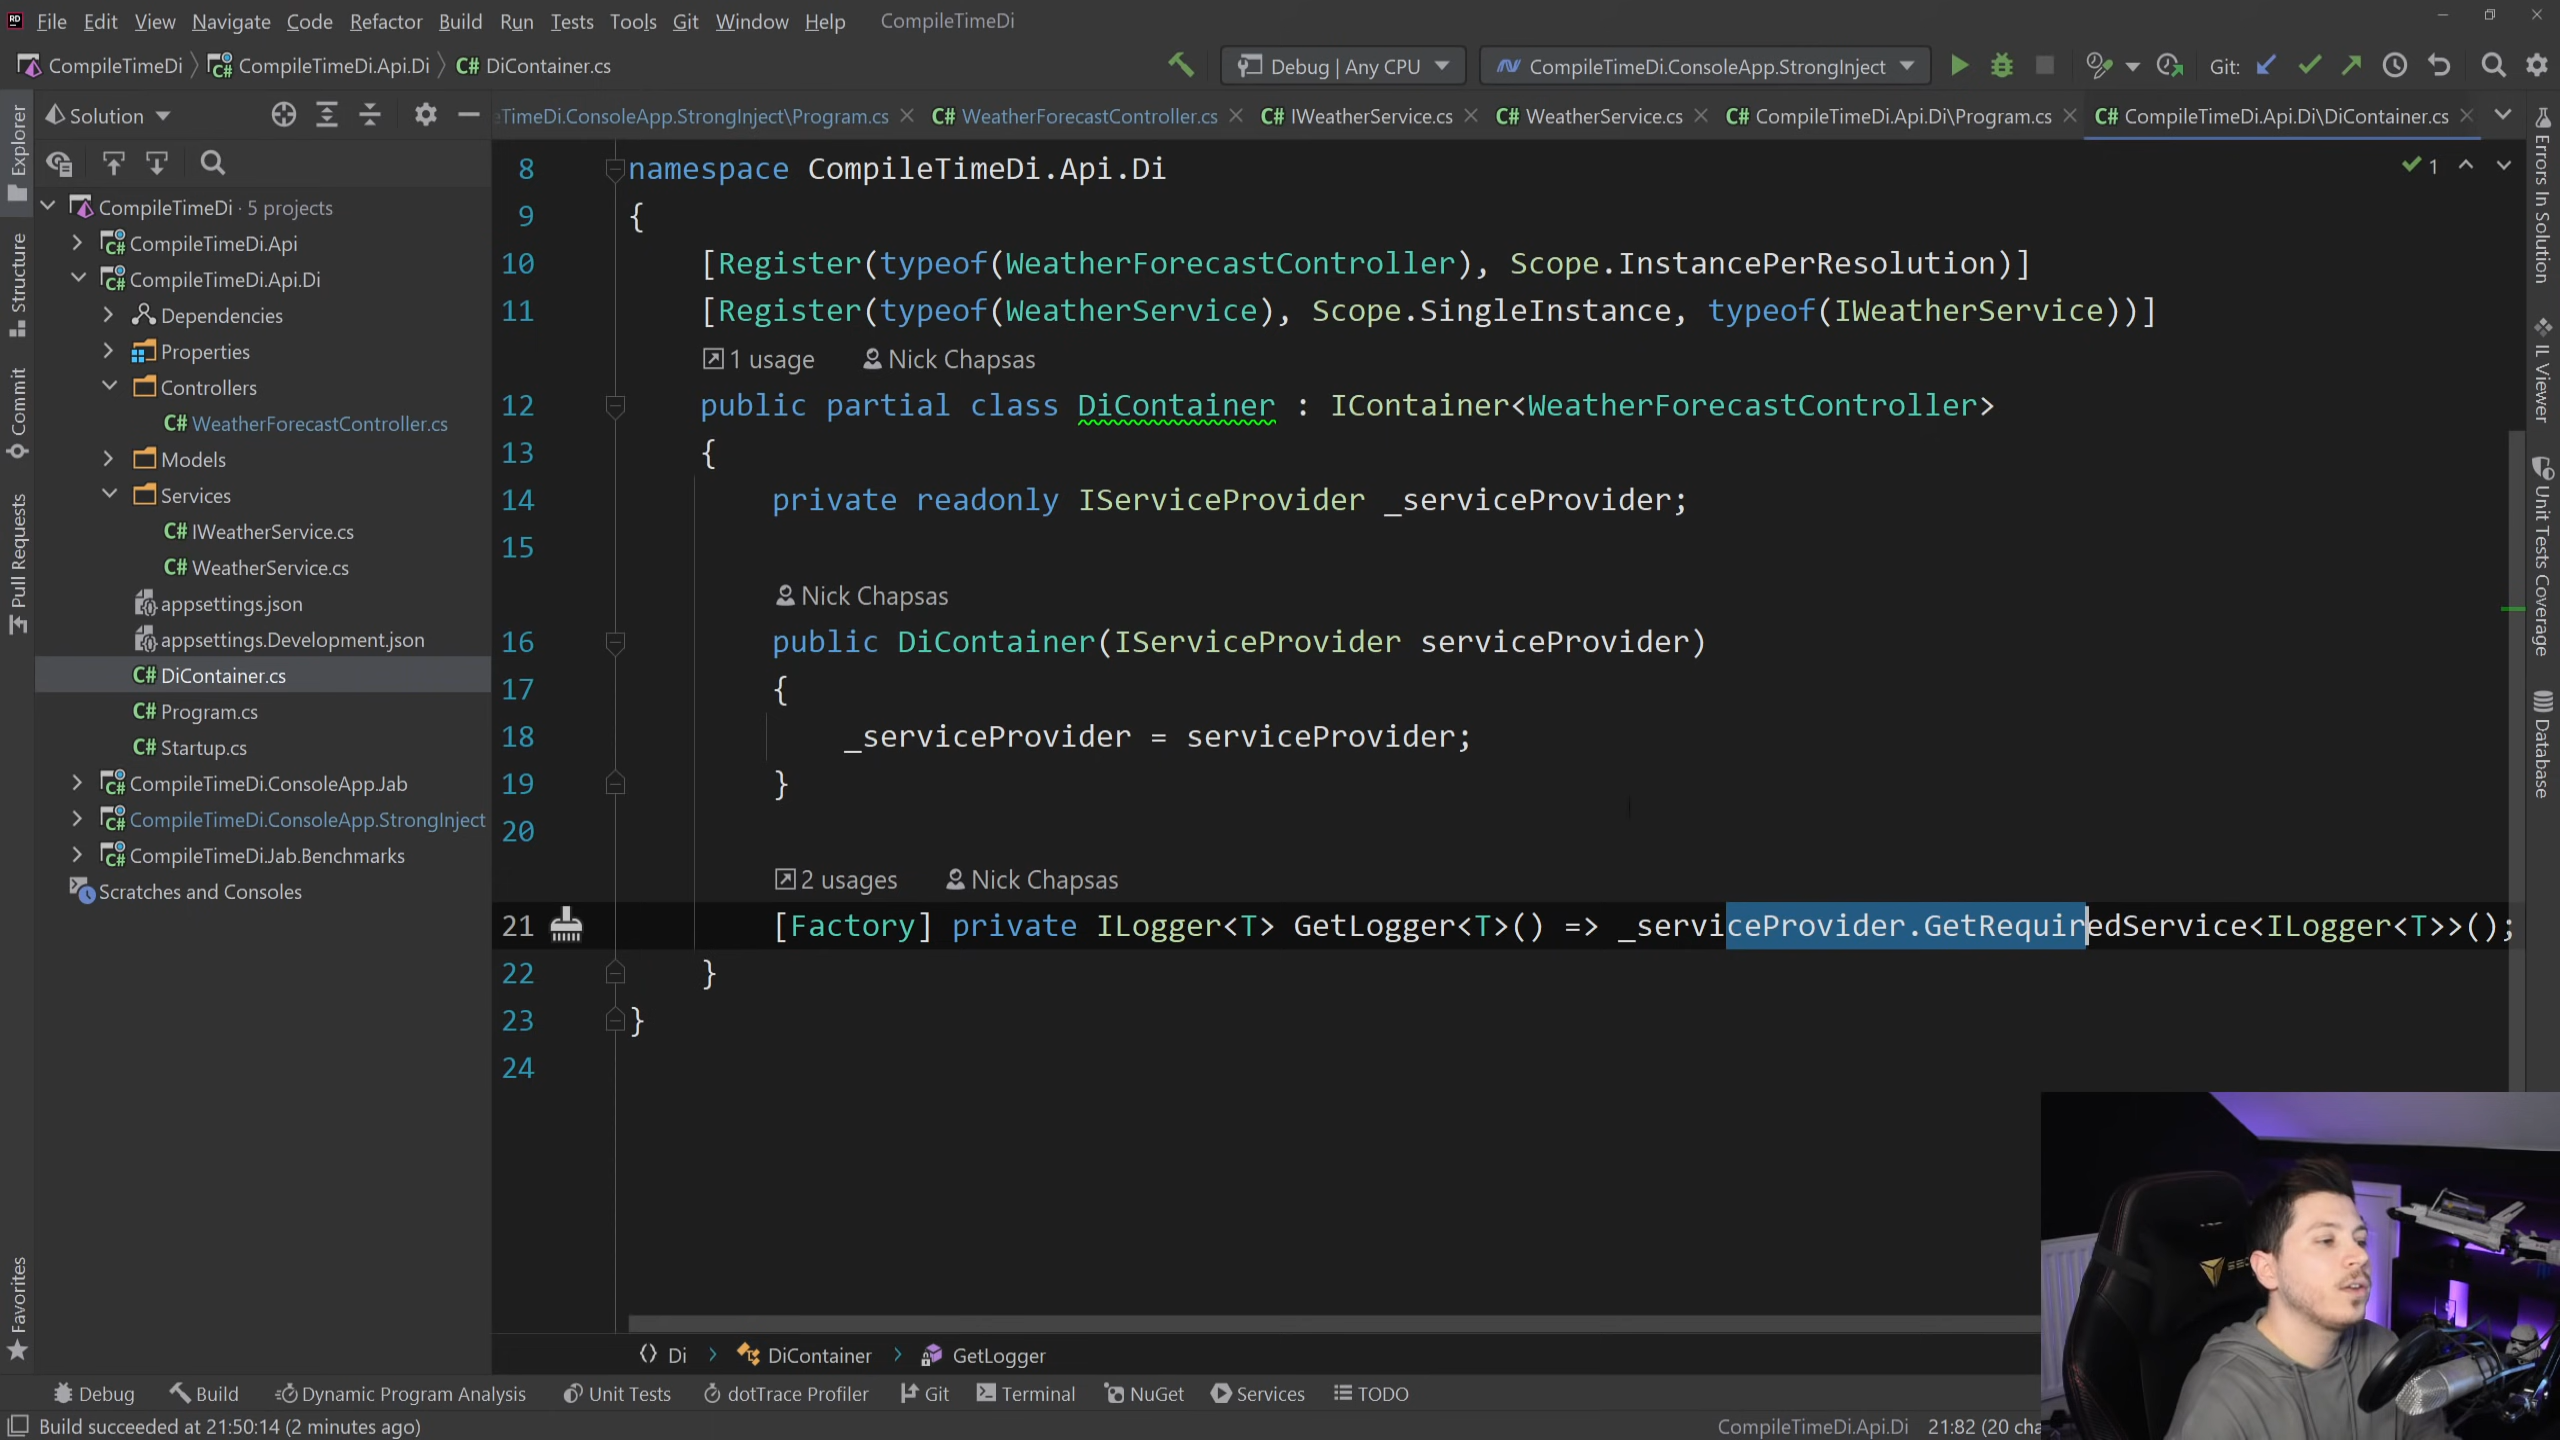 File Edit View Navigate Code Refactor Build Run Tests Tools Git Window Help CompileTimeDi
CompileTimeDi CompileTimeDi.Api.Di C# DiContainer.cs
Debug | Any CPU CompileTimeDi.ConsoleApp.StrongInject Git:
Solution
TimeDi.ConsoleApp.StrongInject\Program.cs C# WeatherForecastController.cs C# IWeatherService.cs C# WeatherService.cs C# CompileTimeDi.Api.Di\Program.cs C# CompileTimeDi.Api.Di\DiContainer.cs
Explorer
Structure
Commit
Pull Requests
Favorites
CompileTimeDi · 5 projects
CompileTimeDi.Api
CompileTimeDi.Api.Di
Dependencies
Properties
Controllers
C# WeatherForecastController.cs
Models
Services
C# IWeatherService.cs
C# WeatherService.cs
appsettings.json
appsettings.Development.json
C# DiContainer.cs
C# Program.cs
C# Startup.cs
CompileTimeDi.ConsoleApp.Jab
CompileTimeDi.ConsoleApp.StrongInject
CompileTimeDi.Jab.Benchmarks
Scratches and Consoles
1
8 namespace CompileTimeDi.Api.Di
9 {
10 [Register(typeof(WeatherForecastController), Scope.InstancePerResolution)]
11 [Register(typeof(WeatherService), Scope.SingleInstance, typeof(IWeatherService))]
1 usage Nick Chapsas
12 public partial class DiContainer : IContainer<WeatherForecastController>
13 {
14 private readonly IServiceProvider _serviceProvider;
15
Nick Chapsas
16 public DiContainer(IServiceProvider serviceProvider)
17 {
18 _serviceProvider = serviceProvider;
19 }
20
2 usages Nick Chapsas
21 [Factory] private ILogger<T> GetLogger<T>() => _serviceProvider.GetRequiredService<ILogger<T>>();
22 }
23 }
24
Errors In Solution
IL Viewer
Unit Tests Coverage
Database
Di DiContainer GetLogger
Debug Build Dynamic Program Analysis Unit Tests dotTrace Profiler Git Terminal NuGet Services TODO
Build succeeded at 21:50:14 (2 minutes ago) CompileTimeDi.Api.Di 21:82 (20 cha